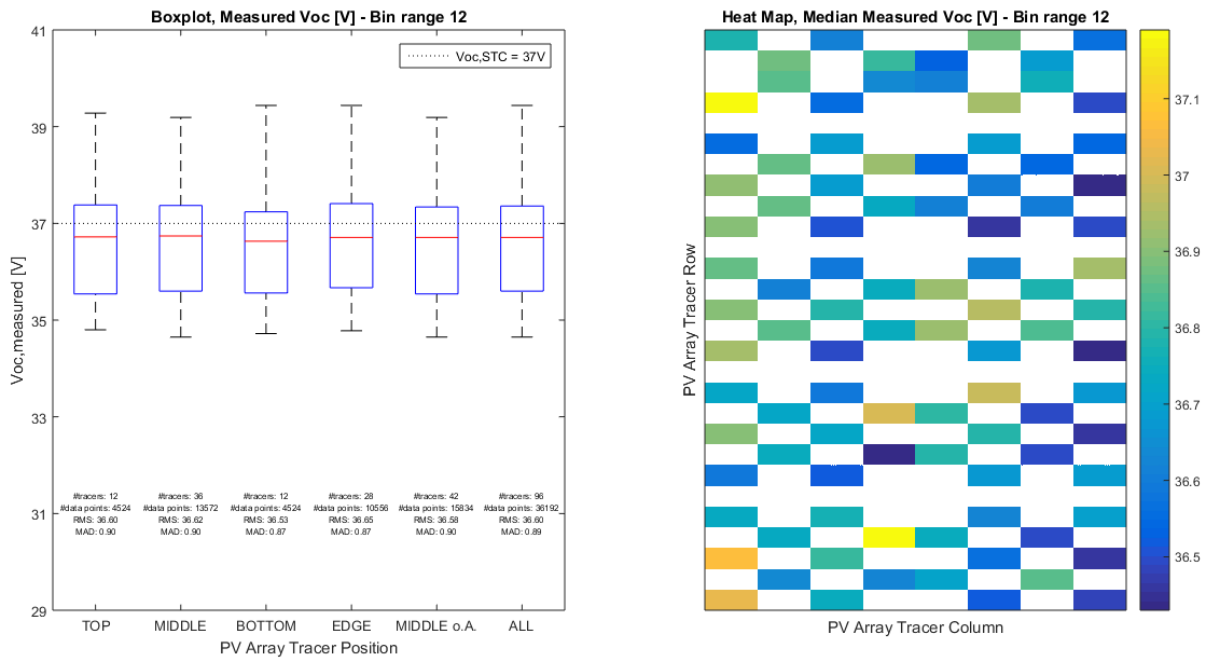 Boxplot, Measured Voc [V] - Bin range 12
Voc,STC = 37V
41
39
37
35
33
31
29
Voc,measured [V]
#tracers: 12
#data points: 4524
RMS: 36.60
MAD: 0.90
#tracers: 36
#data points: 13572
RMS: 36.62
MAD: 0.90
#tracers: 12
#data points: 4524
RMS: 36.53
MAD: 0.87
#tracers: 28
#data points: 10556
RMS: 36.65
MAD: 0.87
#tracers: 42
#data points: 15834
RMS: 36.58
MAD: 0.90
#tracers: 96
#data points: 36192
RMS: 36.60
MAD: 0.89
TOP
MIDDLE
BOTTOM
EDGE
MIDDLE o.A.
ALL
PV Array Tracer Position
Heat Map, Median Measured Voc [V] - Bin range 12
PV Array Tracer Row
PV Array Tracer Column
37.1
37
36.9
36.8
36.7
36.6
36.5